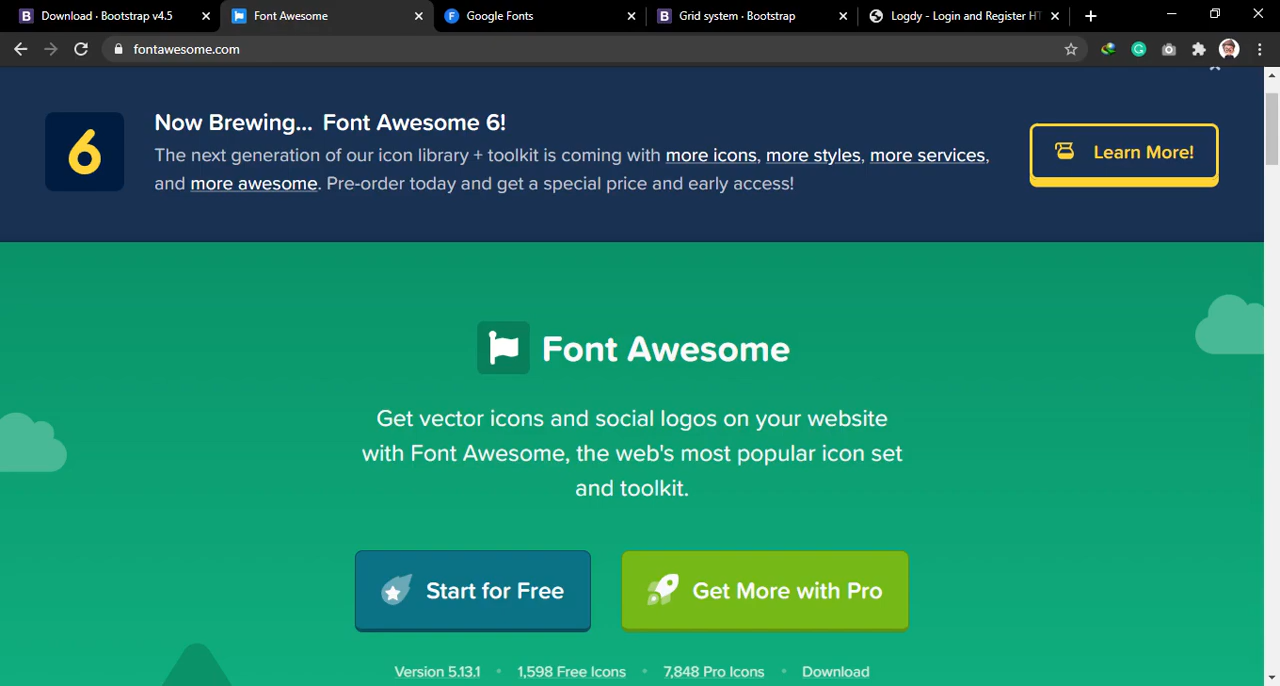 Download · Bootstrap v4.5
Font Awesome
Google Fonts
Grid system · Bootstrap
Logdy - Login and Register HT
fontawesome.com
6
Now Brewing... Font Awesome 6!
The next generation of our icon library + toolkit is coming with more icons, more styles, more services,
and more awesome. Pre-order today and get a special price and early access!
Learn More!
Font Awesome
Get vector icons and social logos on your website
with Font Awesome, the web's most popular icon set
and toolkit.
Start for Free
Get More with Pro
Version 5.13.1 • 1,598 Free Icons • 7,848 Pro Icons • Download